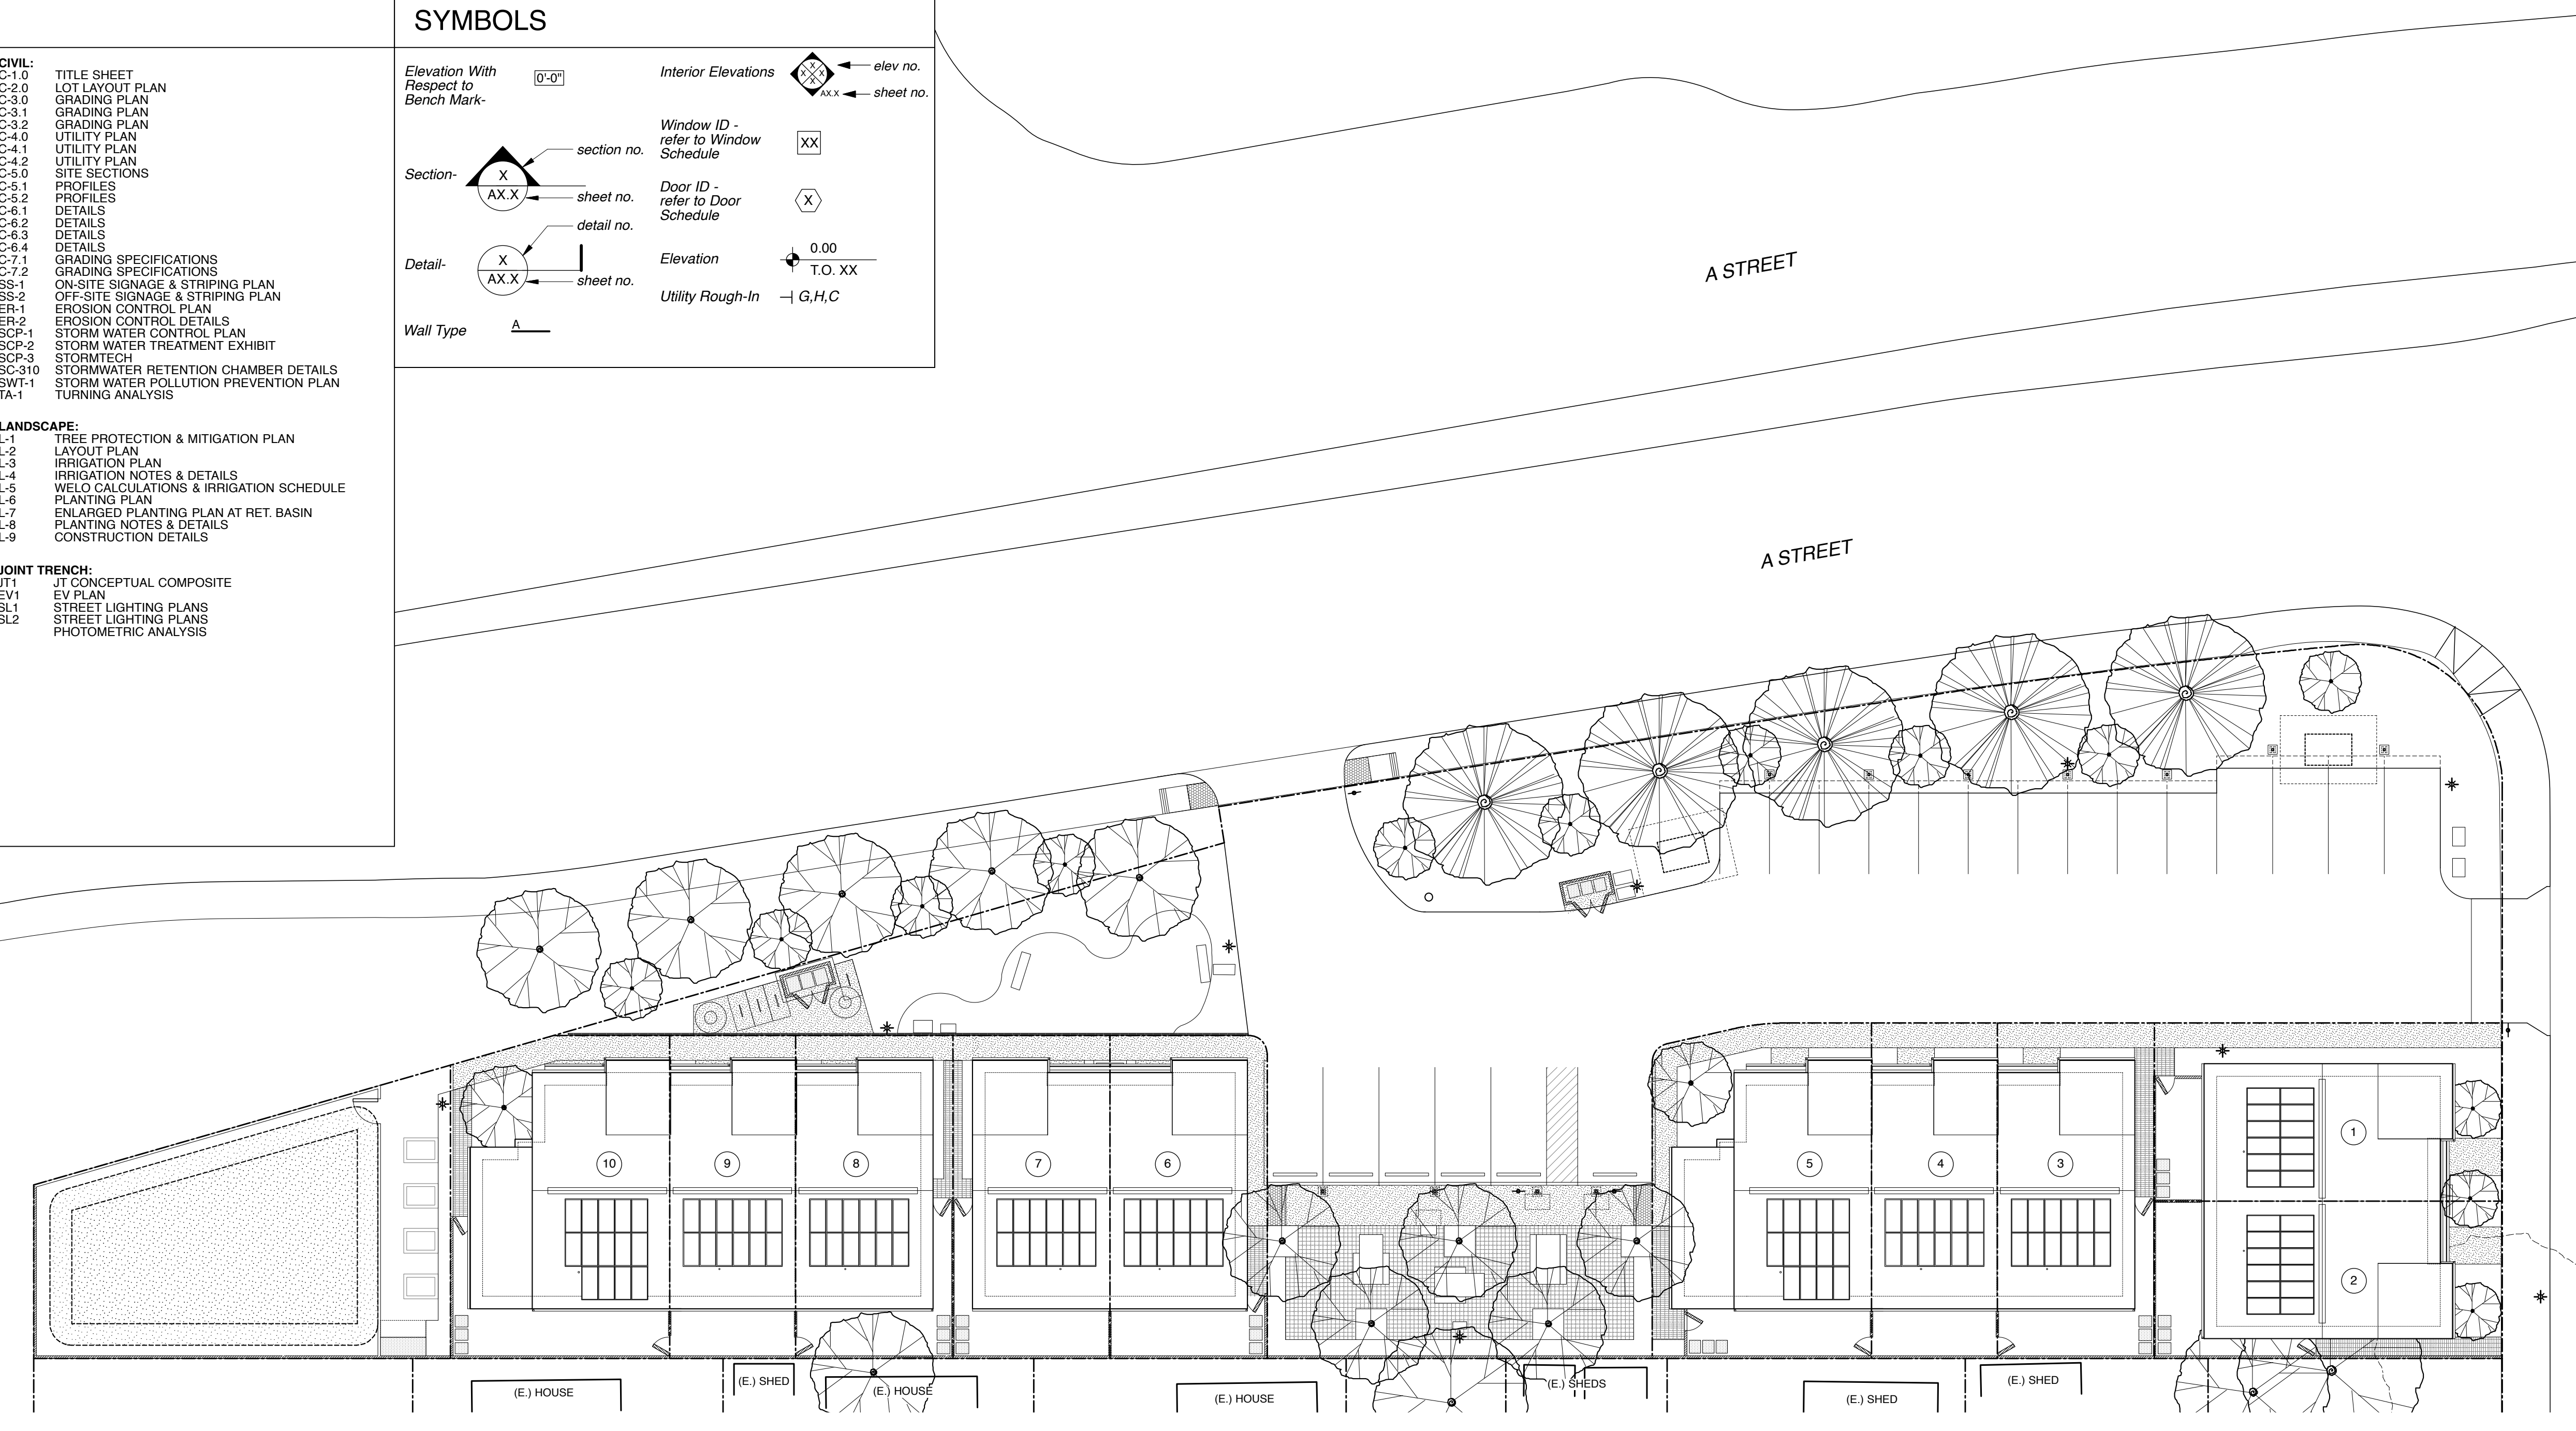 SYMBOLS
CIVIL:
C-1.0 TITLE SHEET
C-2.0 LOT LAYOUT PLAN
C-3.0 GRADING PLAN
C-3.1 GRADING PLAN
C-3.2 GRADING PLAN
C-4.0 UTILITY PLAN
C-4.1 UTILITY PLAN
C-4.2 UTILITY PLAN
C-5.0 SITE SECTIONS
C-5.1 PROFILES
C-5.2 PROFILES
C-6.1 DETAILS
C-6.2 DETAILS
C-6.3 DETAILS
C-6.4 DETAILS
C-7.1 GRADING SPECIFICATIONS
C-7.2 GRADING SPECIFICATIONS
SS-1 ON-SITE SIGNAGE & STRIPING PLAN
SS-2 OFF-SITE SIGNAGE & STRIPING PLAN
ER-1 EROSION CONTROL PLAN
ER-2 EROSION CONTROL DETAILS
SCP-1 STORM WATER CONTROL PLAN
SCP-2 STORM WATER TREATMENT EXHIBIT
SCP-3 STORMTECH
SC-310 STORMWATER RETENTION CHAMBER DETAILS
SWT-1 STORM WATER POLLUTION PREVENTION PLAN
TA-1 TURNING ANALYSIS
LANDSCAPE:
L-1 TREE PROTECTION & MITIGATION PLAN
L-2 LAYOUT PLAN
L-3 IRRIGATION PLAN
L-4 IRRIGATION NOTES & DETAILS
L-5 WELO CALCULATIONS & IRRIGATION SCHEDULE
L-6 PLANTING PLAN
L-7 ENLARGED PLANTING PLAN AT RET. BASIN
L-8 PLANTING NOTES & DETAILS
L-9 CONSTRUCTION DETAILS
JOINT TRENCH:
JT1 JT CONCEPTUAL COMPOSITE
EV1 EV PLAN
SL1 STREET LIGHTING PLANS
SL2 STREET LIGHTING PLANS
PHOTOMETRIC ANALYSIS
Elevation With
Respect to
Bench Mark-
0'-0"
Section-
X
AX.X
section no.
sheet no.
Detail-
X
AX.X
detail no.
sheet no.
Wall Type
A
Interior Elevations
X
X X
X
AX.X
elev no.
sheet no.
Window ID -
refer to Window
Schedule
XX
Door ID -
refer to Door
Schedule
X
Elevation
0.00
T.O. XX
Utility Rough-In
G,H,C
A STREET
A STREET
10
9
8
7
6
5
4
3
1
2
(E.) HOUSE
(E.) SHED
(E.) HOUSE
(E.) HOUSE
(E.) SHEDS
(E.) SHED
(E.) SHED